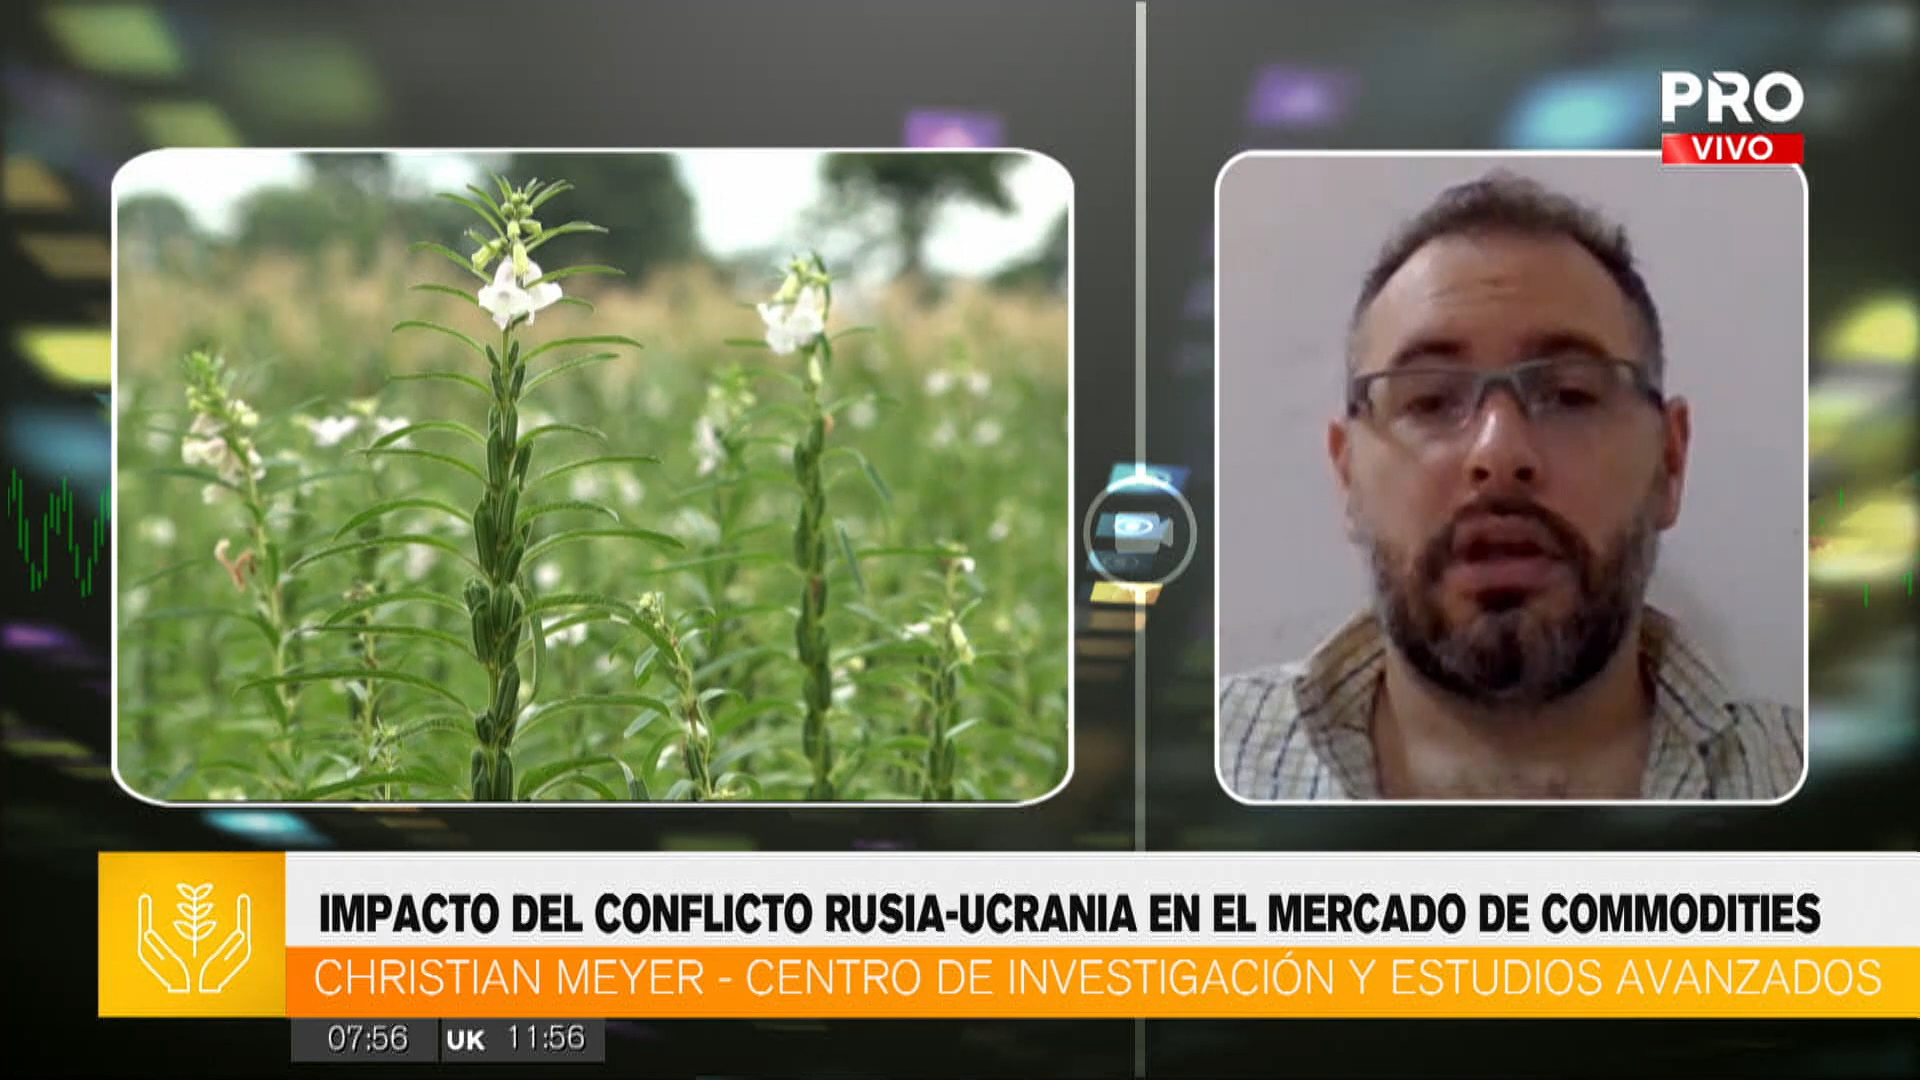 PRO
VIVO
IMPACTO DEL CONFLICTO RUSIA-UCRANIA EN EL MERCADO DE COMMODITIES
CHRISTIAN MEYER - CENTRO DE INVESTIGACIÓN Y ESTUDIOS AVANZADOS
07:56 UK 11:56